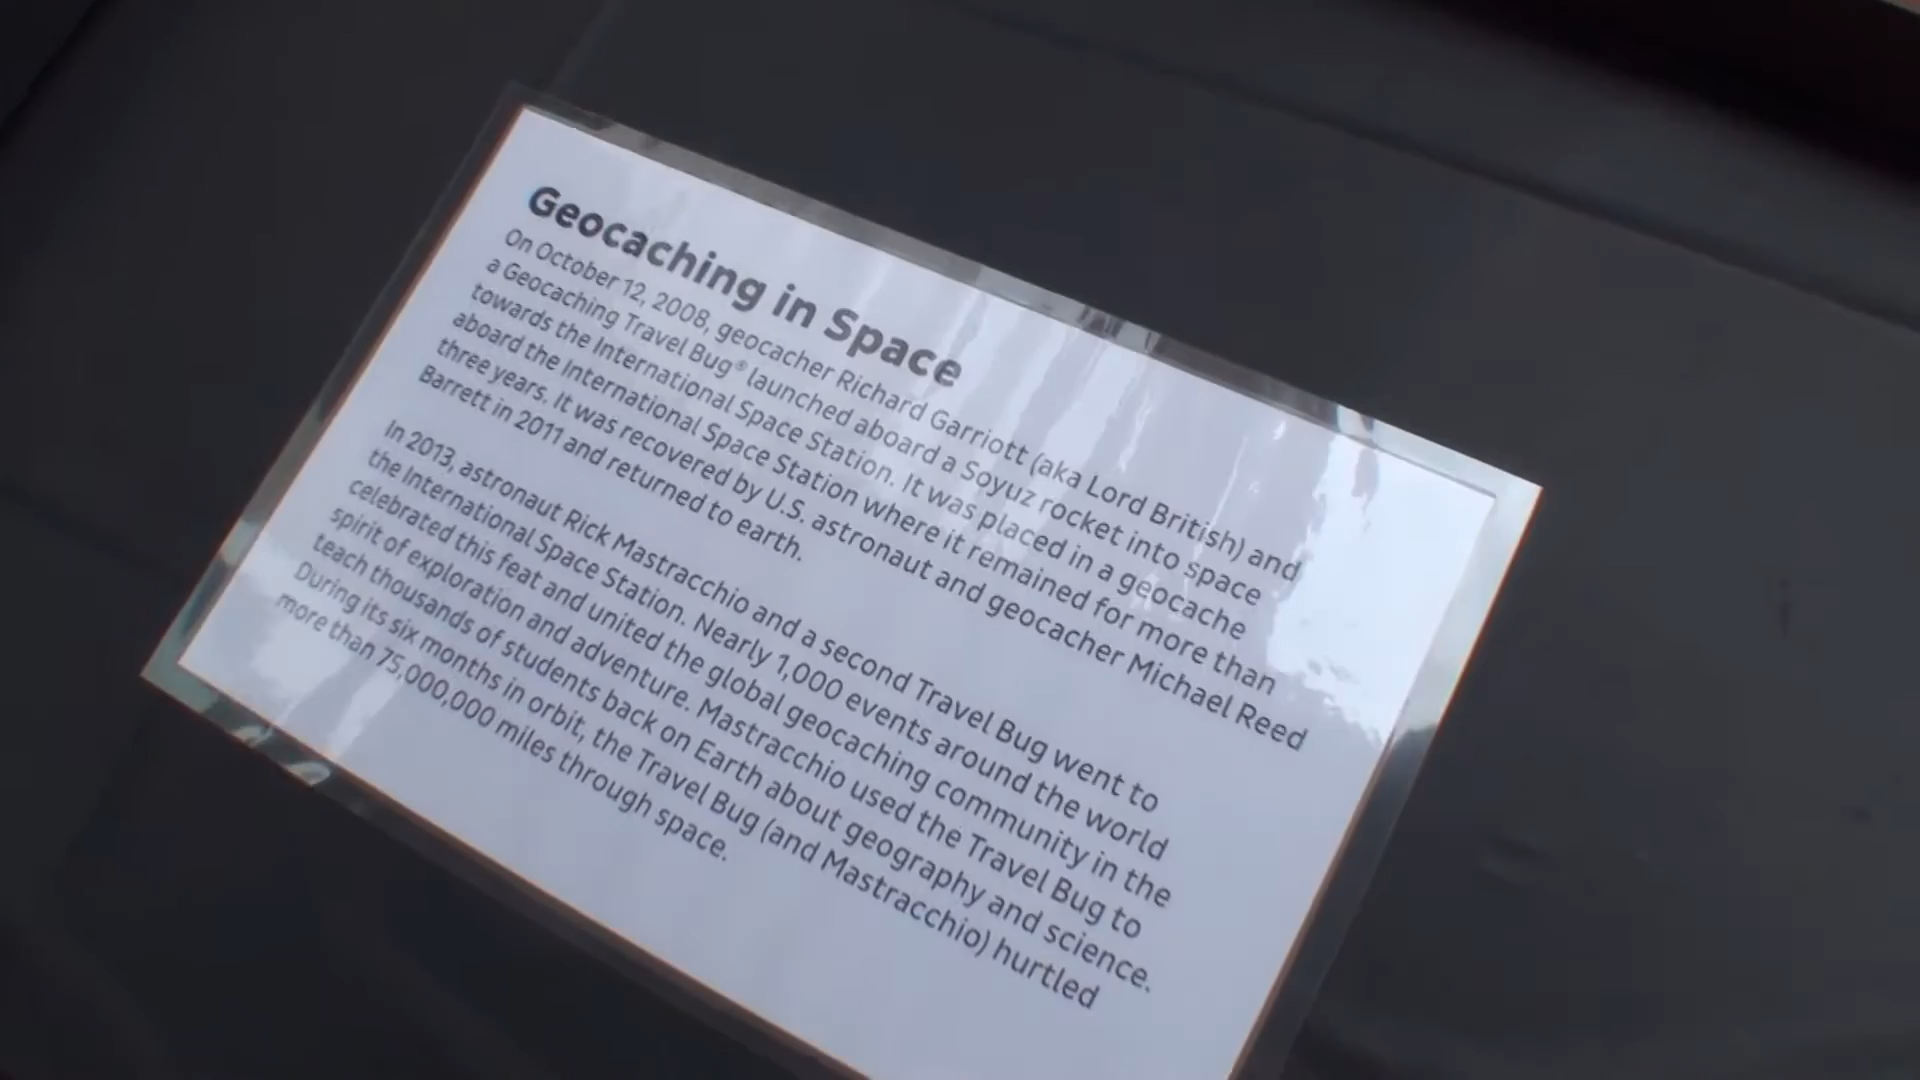 Geocaching in Space
On October 12, 2008, geocacher Richard Garriott (aka Lord British) and
a Geocaching Travel Bug® launched aboard a Soyuz rocket into space
towards the International Space Station. It was placed in a geocache
aboard the International Space Station where it remained for more than
three years. It was recovered by U.S. astronaut and geocacher Michael Reed
Barrett in 2011 and returned to earth.
In 2013, astronaut Rick Mastracchio and a second Travel Bug went to
the International Space Station. Nearly 1,000 events around the world
celebrated this feat and united the global geocaching community in the
spirit of exploration and adventure. Mastracchio used the Travel Bug to
teach thousands of students back on Earth about geography and science.
During its six months in orbit, the Travel Bug (and Mastracchio) hurtled
more than 75,000,000 miles through space.